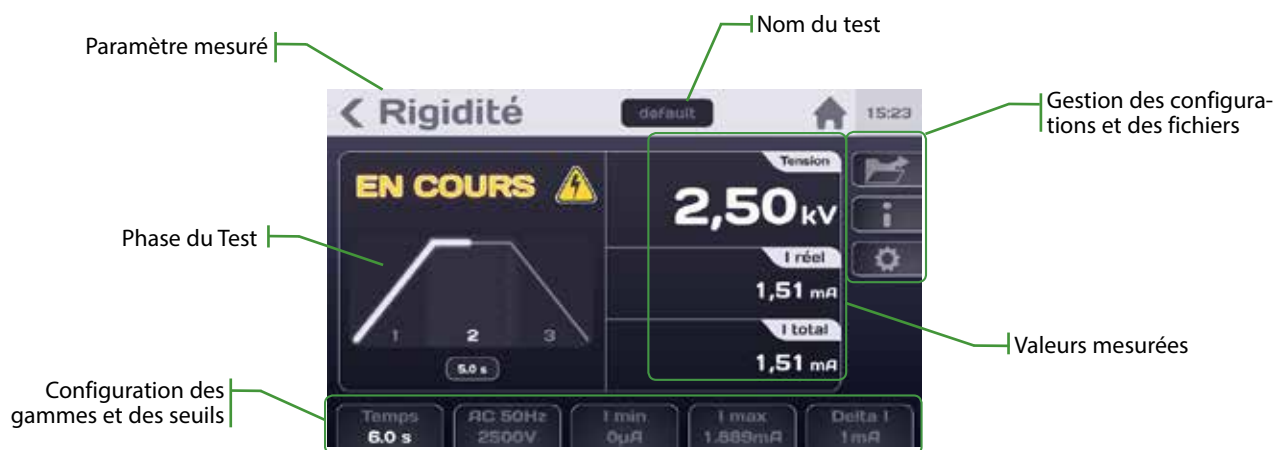 Nom du test
Paramètre mesuré
Gestion des configura-
tions et des fichiers
Rigidité
default
15:23
EN COURS
Tension
2,50 kV
Phase du Test
I réel
1,51 mA
1 2 3
I total
5.0 s
1,51 mA
Valeurs mesurées
Configuration des
gammes et des seuils
Temps
6.0 s
AC 50Hz
2500V
I min
0µA
I max
1.889mA
Delta I
1mA